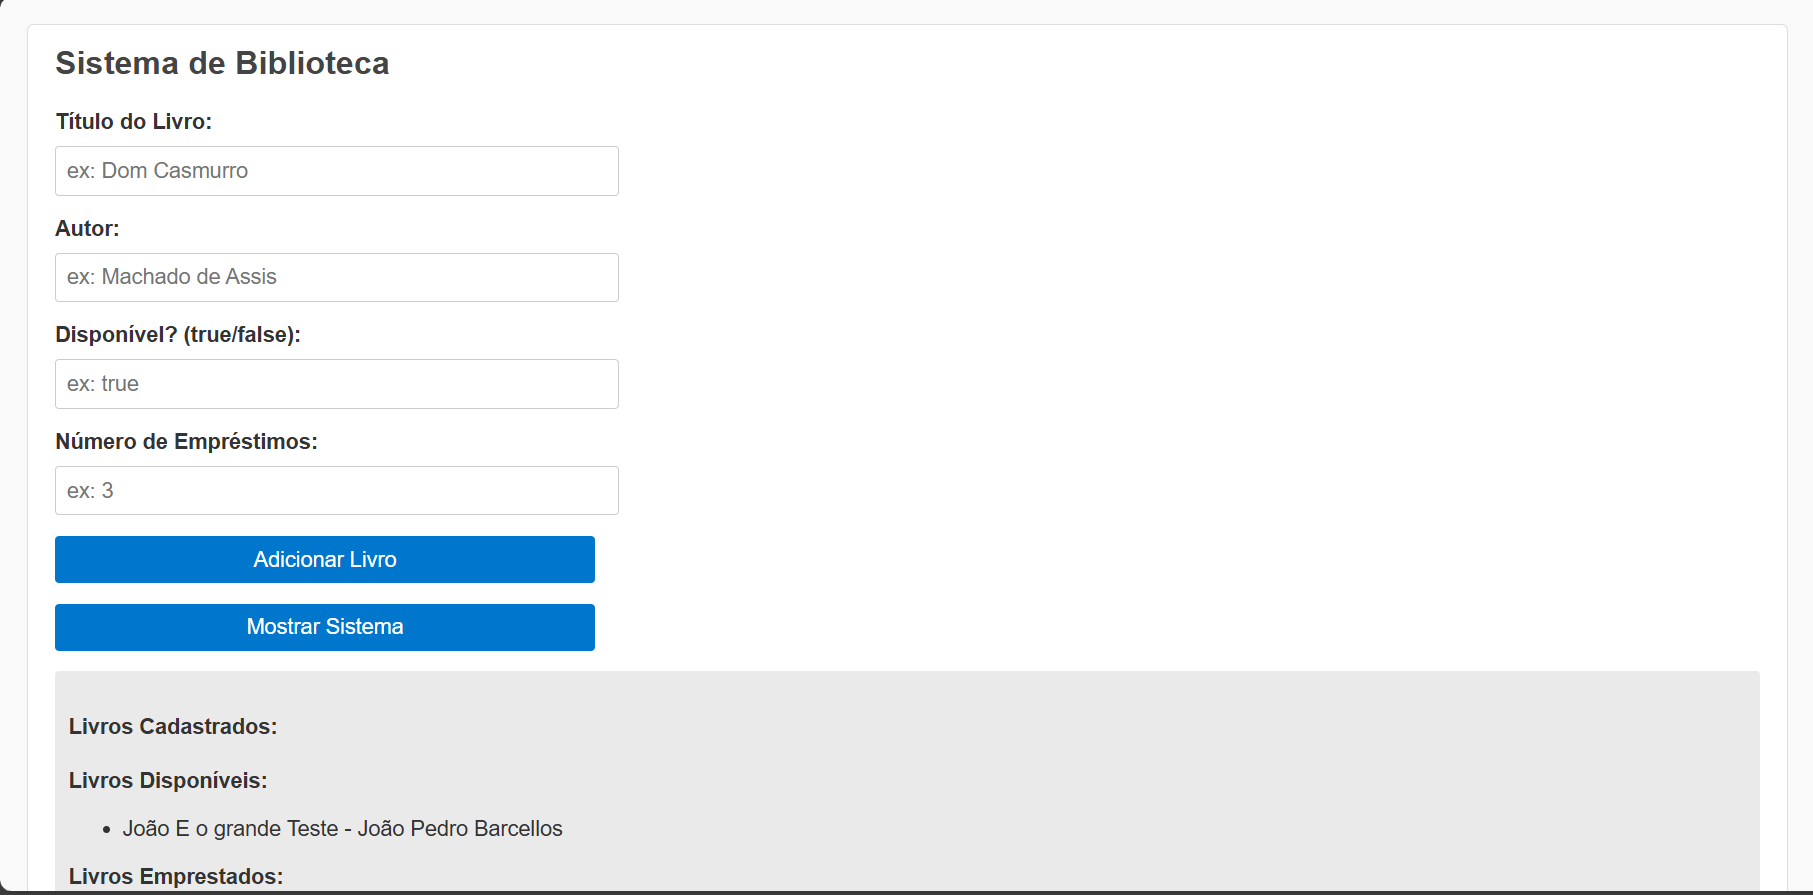 Sistema de Biblioteca
Título do Livro:
ex: Dom Casmurro
Autor:
ex: Machado de Assis
Disponível? (true/false):
ex: true
Número de Empréstimos:
ex: 3
Adicionar Livro
Mostrar Sistema
Livros Cadastrados:
Livros Disponíveis:
• João E o grande Teste - João Pedro Barcellos
Livros Emprestados: